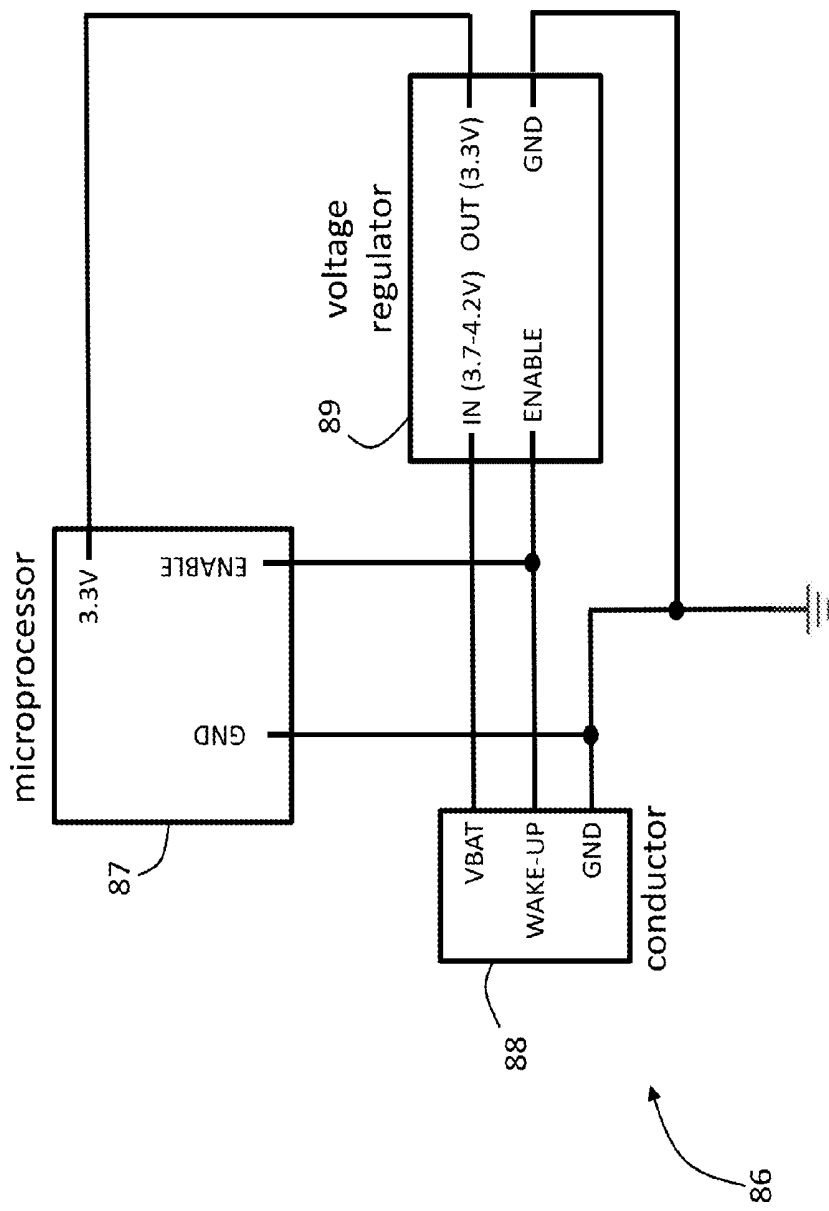 microprocessor
87
3.3V
GND
ENABLE
voltage
regulator
89
IN (3.7-4.2V) OUT (3.3V)
ENABLE
GND
88
VBAT
WAKE-UP
GND
conductor
86